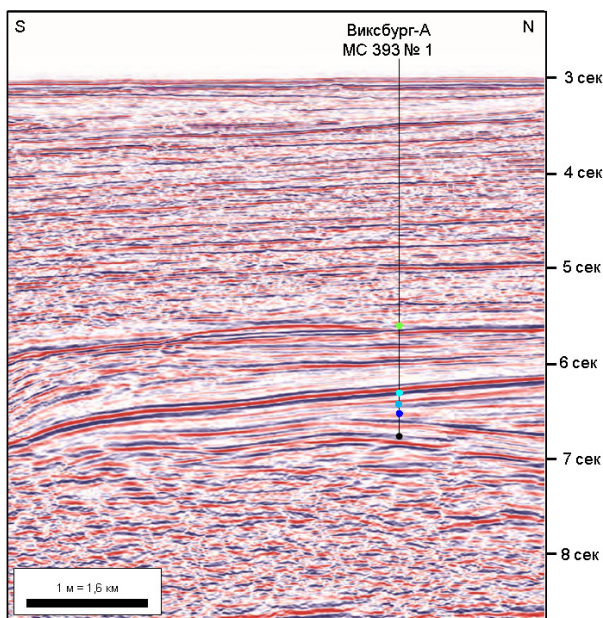 S
N
Виксбург-А
МС 393 № 1
3 сек
4 сек
5 сек
6 сек
7 сек
8 сек
1 м = 1,6 км